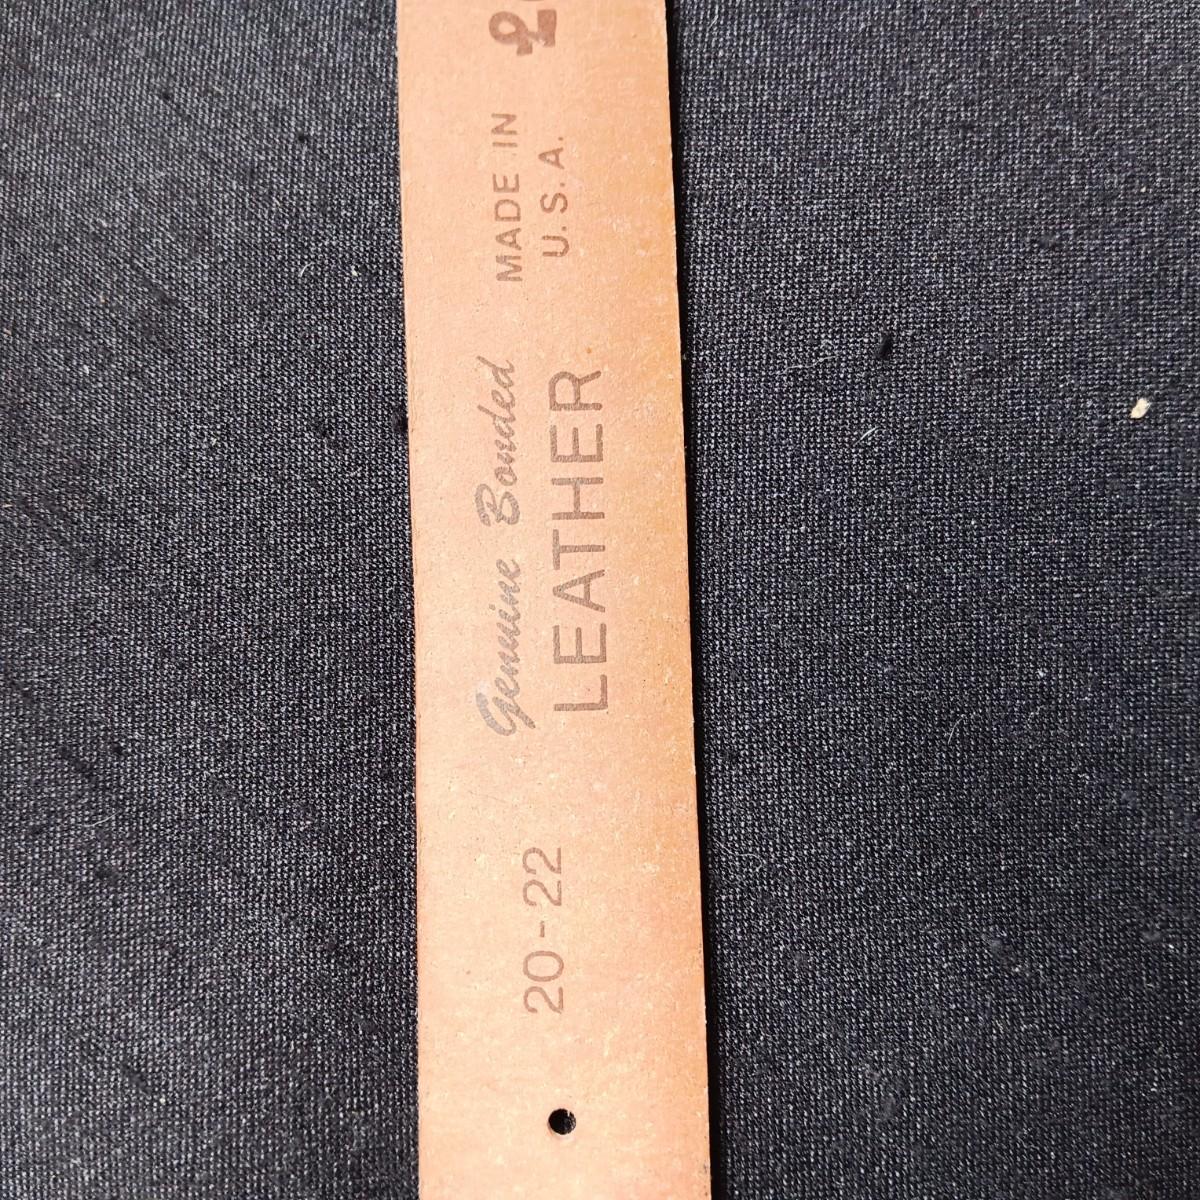 20-22
Genuine Bonded
LEATHER
MADE IN
U.S.A.